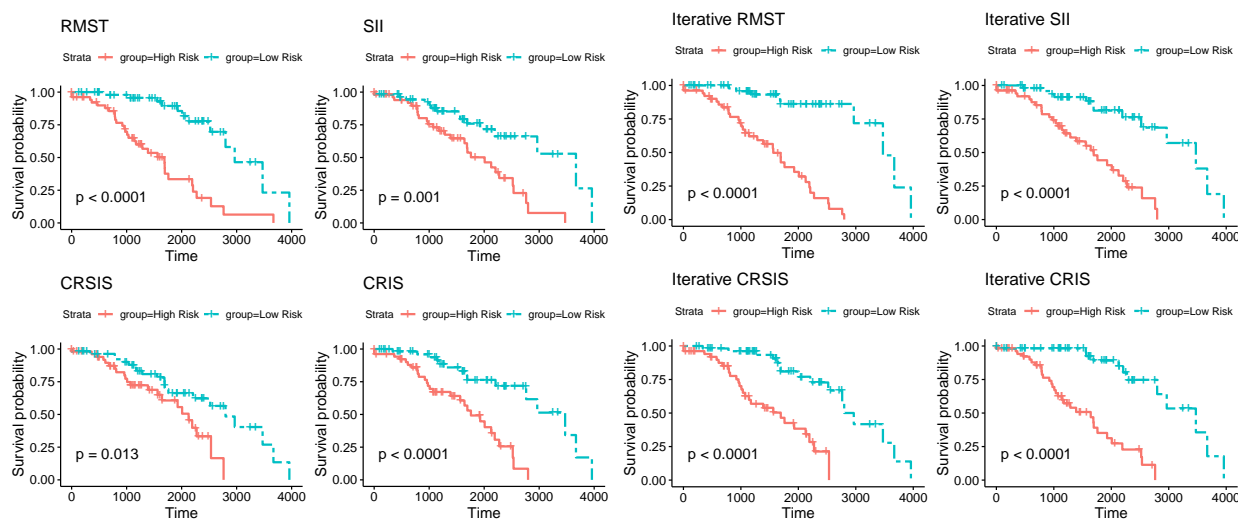 RMST
Strata group=High Risk group=Low Risk
Survival probability
1.00
0.75
0.50
0.25
0.00
p < 0.0001
0 1000 2000 3000 4000
Time
SII
Strata group=High Risk group=Low Risk
Survival probability
1.00
0.75
0.50
0.25
0.00
p = 0.001
0 1000 2000 3000 4000
Time
Iterative RMST
Strata group=High Risk group=Low Risk
Survival probability
1.00
0.75
0.50
0.25
0.00
p < 0.0001
0 1000 2000 3000 4000
Time
Iterative SII
Strata group=High Risk group=Low Risk
Survival probability
1.00
0.75
0.50
0.25
0.00
p < 0.0001
0 1000 2000 3000 4000
Time
CRSIS
Strata group=High Risk group=Low Risk
Survival probability
1.00
0.75
0.50
0.25
0.00
p = 0.013
0 1000 2000 3000 4000
Time
CRIS
Strata group=High Risk group=Low Risk
Survival probability
1.00
0.75
0.50
0.25
0.00
p < 0.0001
0 1000 2000 3000 4000
Time
Iterative CRSIS
Strata group=High Risk group=Low Risk
Survival probability
1.00
0.75
0.50
0.25
0.00
p < 0.0001
0 1000 2000 3000 4000
Time
Iterative CRIS
Strata group=High Risk group=Low Risk
Survival probability
1.00
0.75
0.50
0.25
0.00
p < 0.0001
0 1000 2000 3000 4000
Time